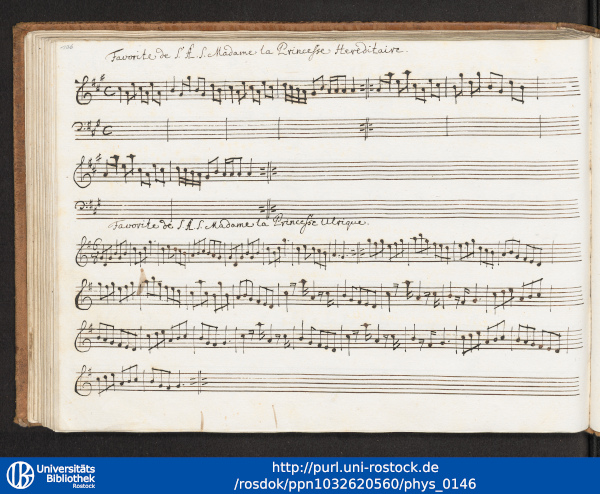 106
Favorite de S. A. S. Madame la Princesse Hereditaire.
Favorite de S. A. S. Madame la Princesse Ulrique.
Universitäts
Bibliothek
Rostock
http://purl.uni-rostock.de
/rosdok/ppn1032620560/phys_0146